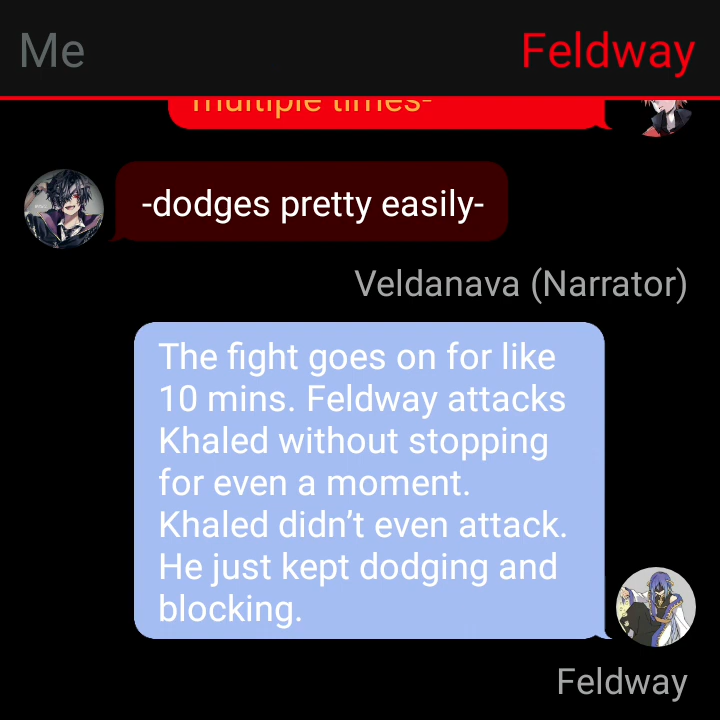 Me
Feldway
multiple times-
-dodges pretty easily-
Veldanava (Narrator)
The fight goes on for like
10 mins. Feldway attacks
Khaled without stopping
for even a moment.
Khaled didn’t even attack.
He just kept dodging and
blocking.
Feldway